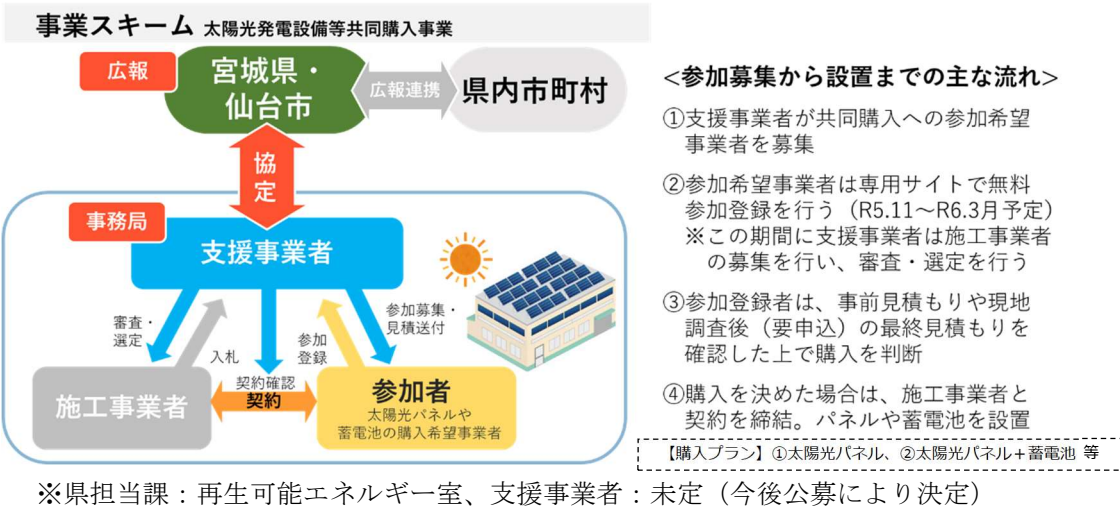 事業スキーム 太陽光発電設備等共同購入事業
広報
宮城県・
仙台市
広報連携
県内市町村
協
定
事務局
支援事業者
審査・
選定
入札
参加
登録
参加募集・
見積送付
契約確認
契約
施工事業者
参加者
太陽光パネルや
蓄電池の購入希望事業者
<参加募集から設置までの主な流れ>
①支援事業者が共同購入への参加希望
事業者を募集
②参加希望事業者は専用サイトで無料
参加登録を行う（R5.11～R6.3月予定）
※この期間に支援事業者は施工事業者
の募集を行い、審査・選定を行う
③参加登録者は、事前見積もりや現地
調査後（要申込）の最終見積もりを
確認した上で購入を判断
④購入を決めた場合は、施工事業者と
契約を締結。パネルや蓄電池を設置
【購入プラン】①太陽光パネル、②太陽光パネル＋蓄電池 等
※県担当課：再生可能エネルギー室、支援事業者：未定（今後公募により決定）